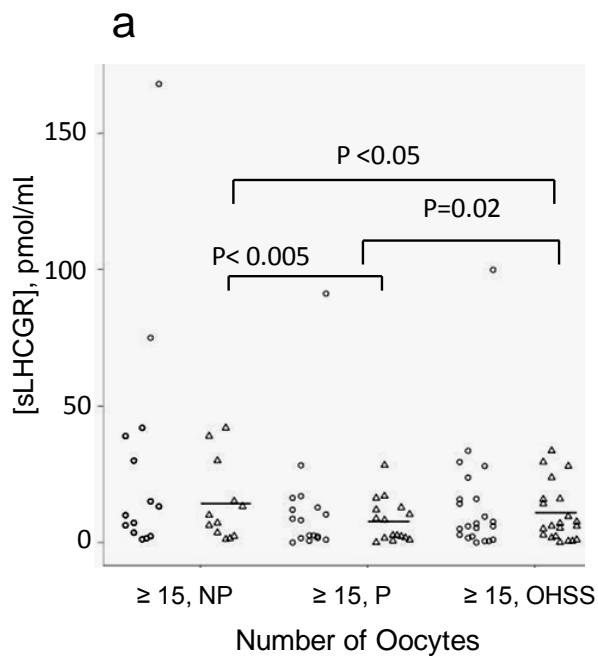 a
150
P <0.05
P=0.02
P< 0.005
100
[sLHCGR], pmol/ml
50
0
≥ 15, NP
≥ 15, P
≥ 15, OHSS
Number of Oocytes